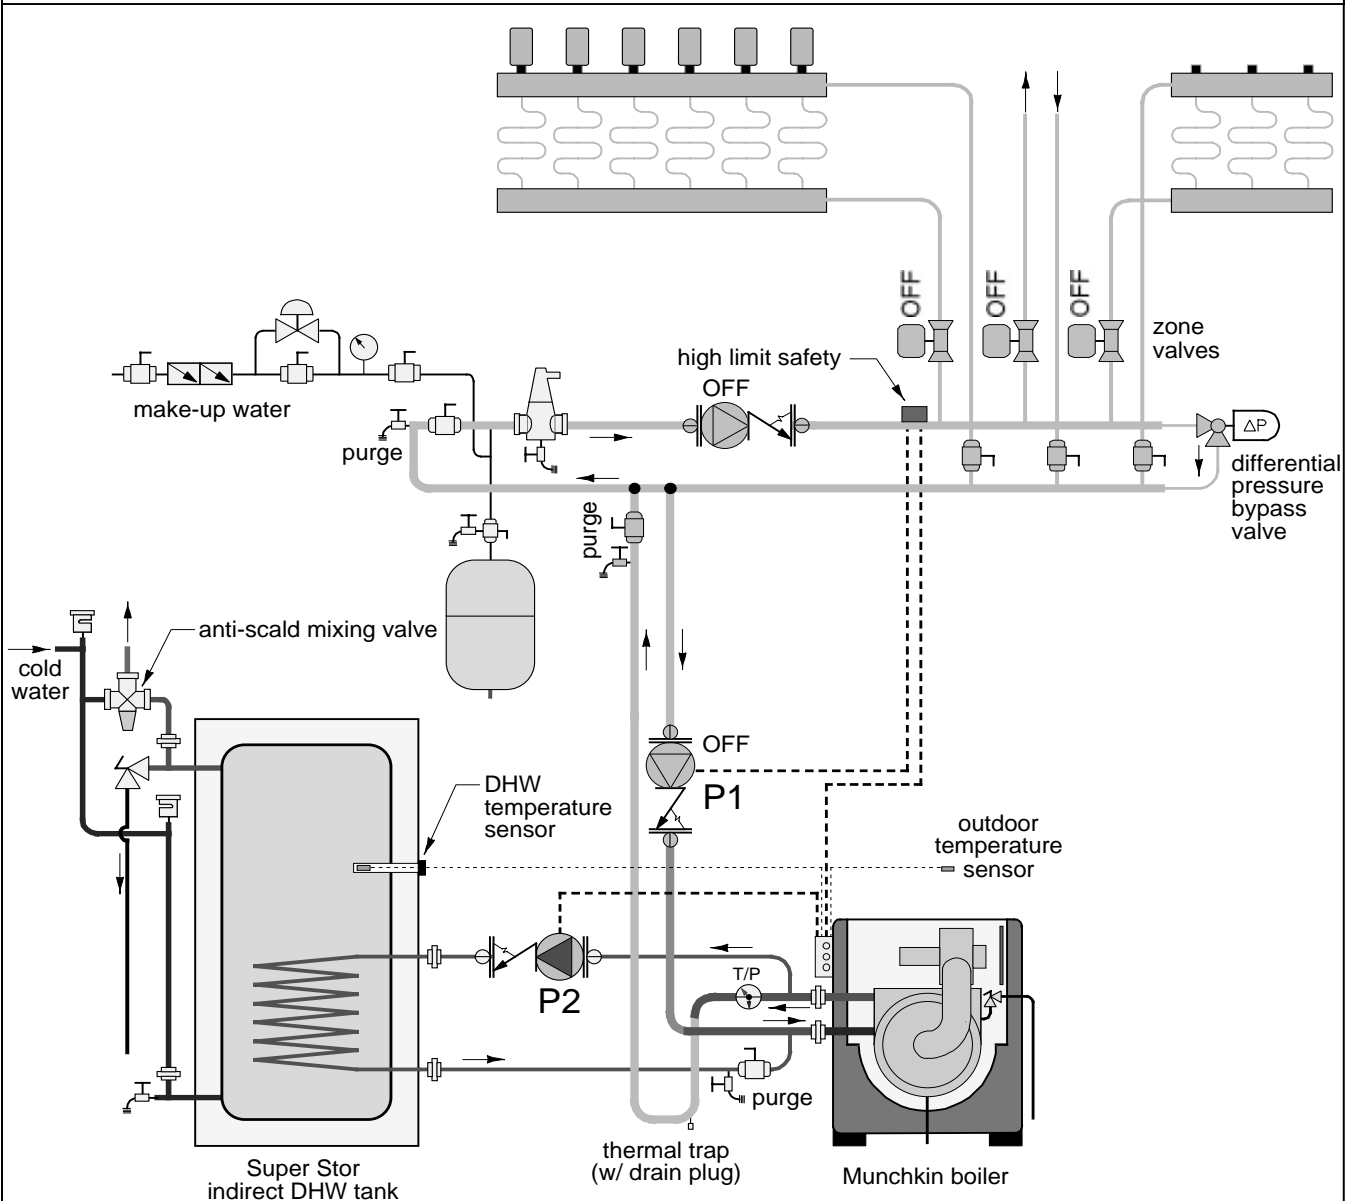 OFF
OFF
OFF
zone
valves
high limit safety
OFF
make-up water
purge
ΔP
differential
pressure
bypass
valve
purge
anti-scald mixing valve
cold
water
OFF
P1
DHW
temperature
sensor
outdoor
temperature
sensor
T/P
P2
purge
thermal trap
(w/ drain plug)
Super Stor
indirect DHW tank
Munchkin boiler